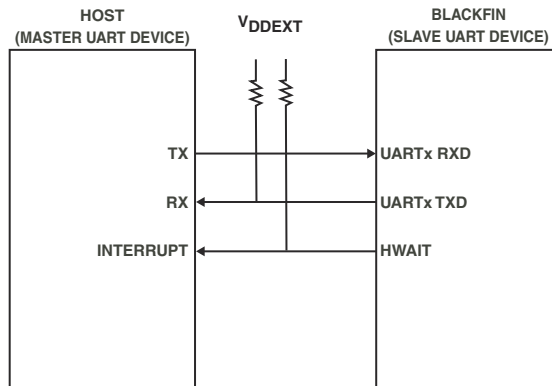 HOST
(MASTER UART DEVICE)
VDDEXT
BLACKFIN
(SLAVE UART DEVICE)
TX
UARTx RXD
RX
UARTx TXD
INTERRUPT
HWAIT